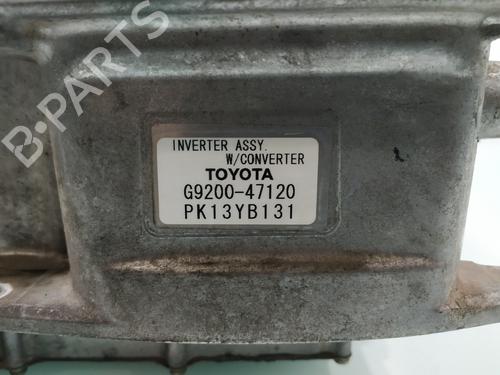 B-PARTS
INVERTER ASSY.
W/CONVERTER
TOYOTA
G9200-47120
PK13YB131